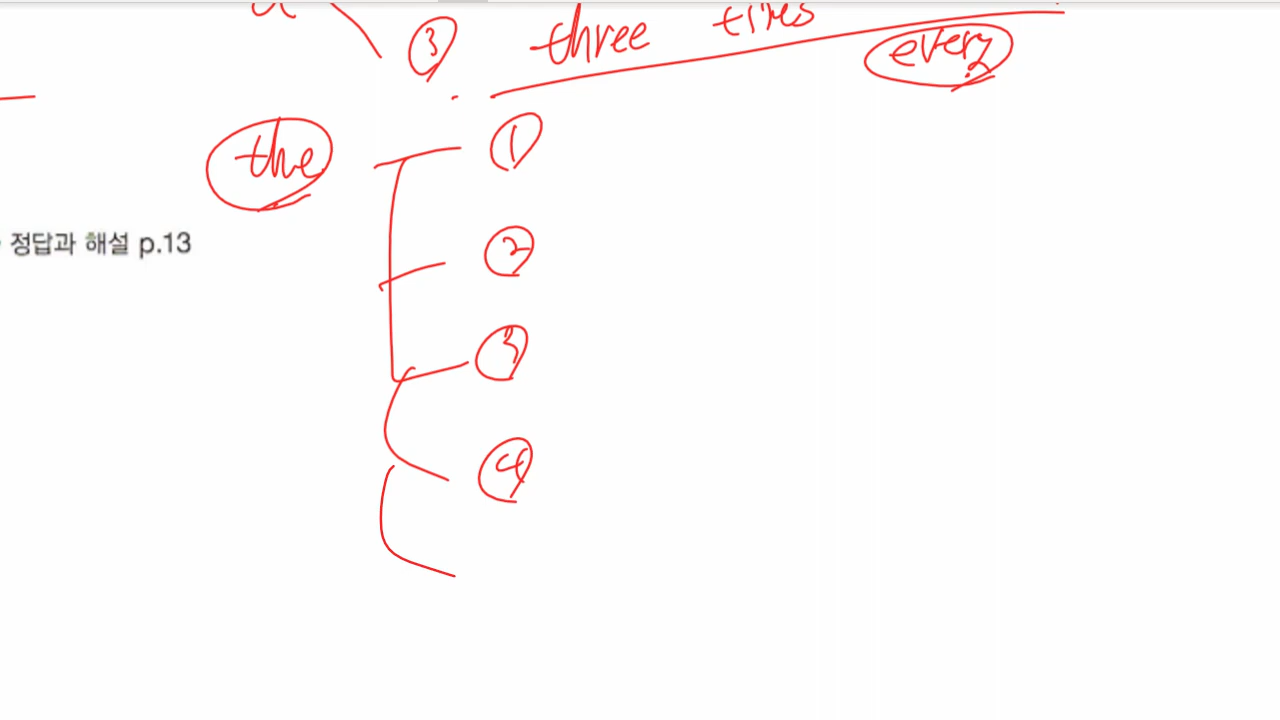 ③ three times
every
the ①
정답과 해설 p.13
②
③
④